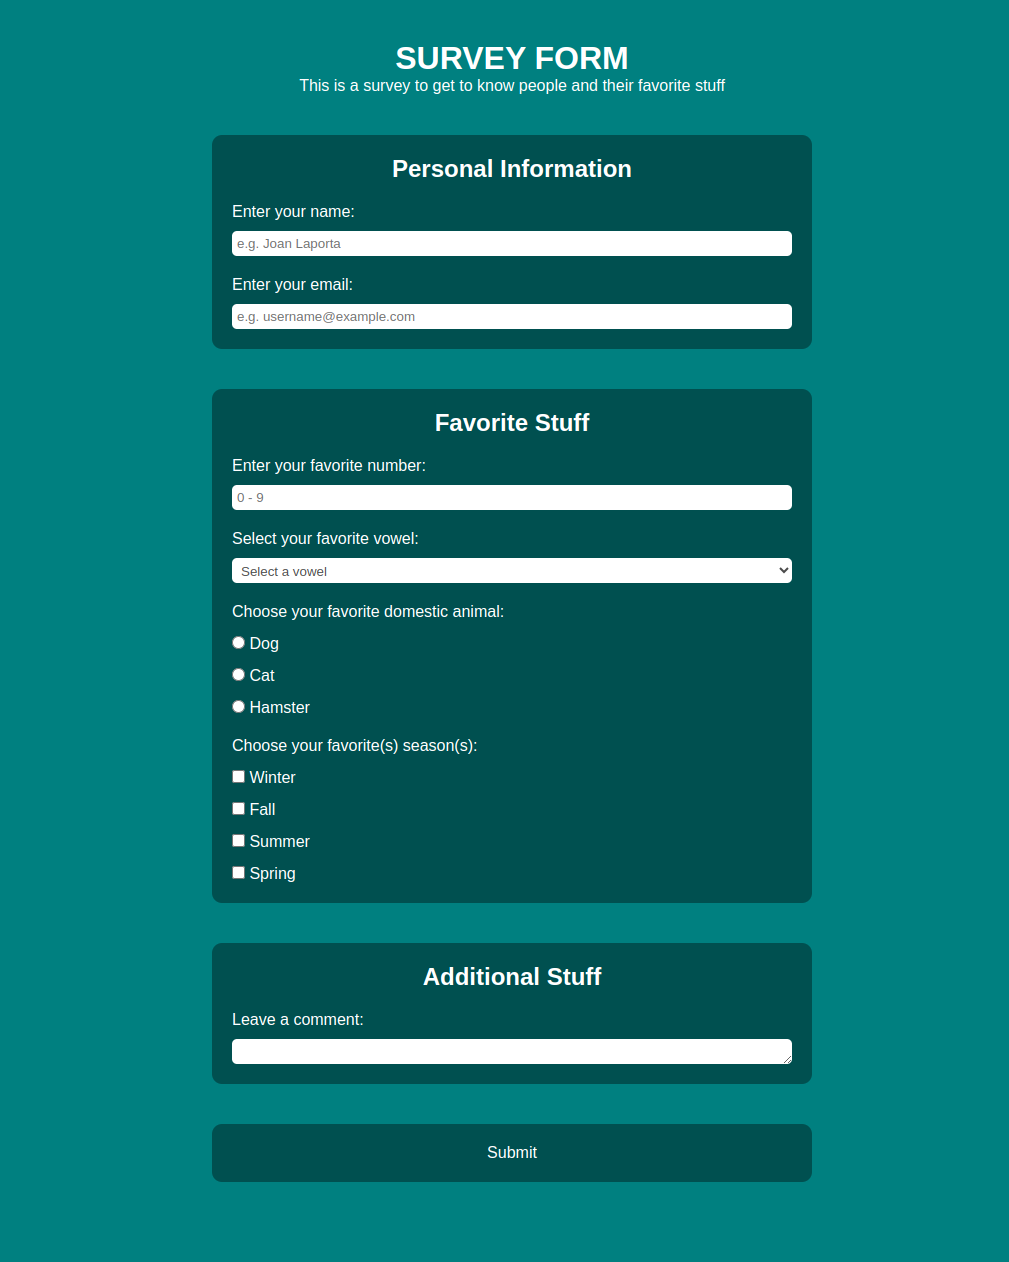 SURVEY FORM
This is a survey to get to know people and their favorite stuff
Personal Information
Enter your name:
e.g. Joan Laporta
Enter your email:
e.g. username@example.com
Favorite Stuff
Enter your favorite number:
0 - 9
Select your favorite vowel:
Select a vowel
Choose your favorite domestic animal:
Dog
Cat
Hamster
Choose your favorite(s) season(s):
Winter
Fall
Summer
Spring
Additional Stuff
Leave a comment:
Submit